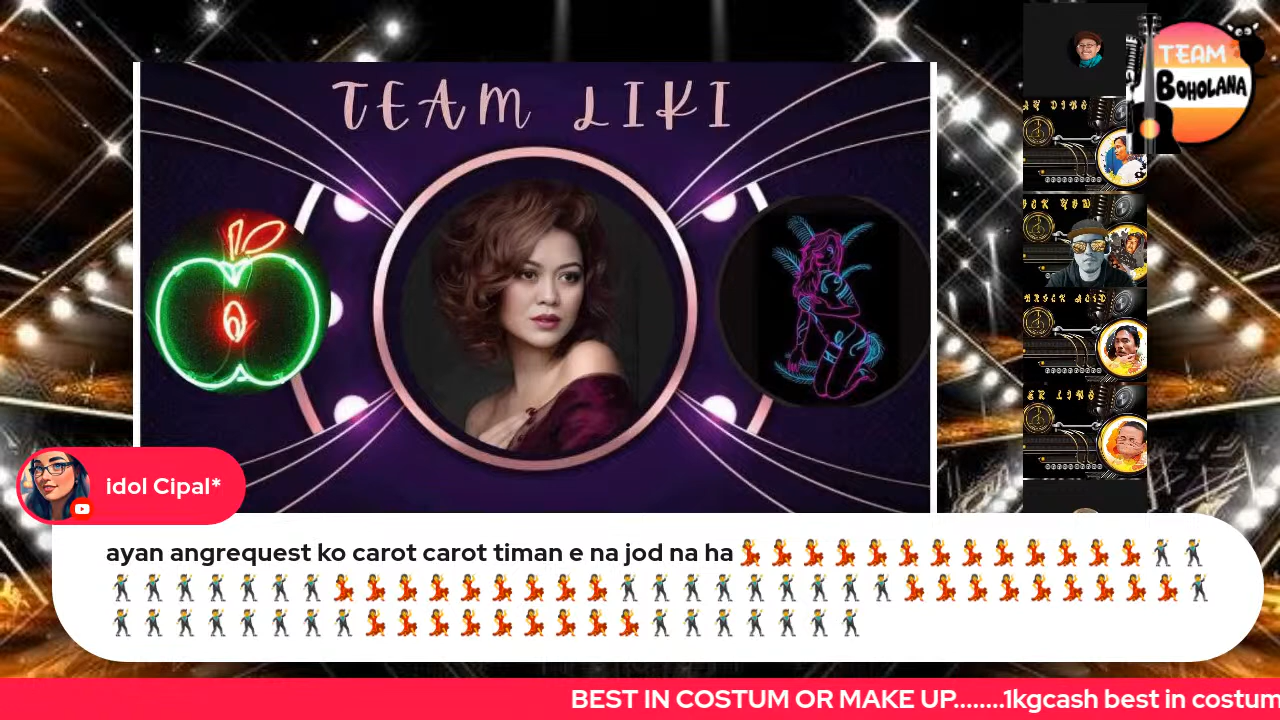 TEAM LIKI
TEAM
BOHOLANA
idol Cipal*
ayan angrequest ko carot carot timan e na jod na ha 💃💃💃💃💃💃💃💃💃💃💃💃💃🕺🕺
🕺🕺🕺🕺🕺🕺🕺💃💃💃💃💃💃💃💃💃🕺🕺🕺🕺🕺🕺🕺🕺🕺💃💃💃💃💃💃💃💃💃🕺
🕺🕺🕺🕺🕺🕺🕺🕺💃💃💃💃💃💃💃💃💃🕺🕺🕺🕺🕺🕺🕺
BEST IN COSTUM OR MAKE UP........1kgcash best in costum